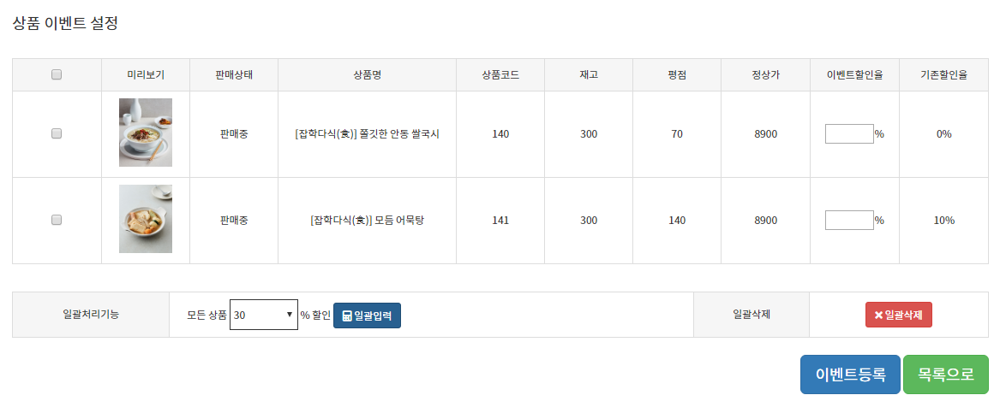 상품 이벤트 설정
미리보기 판매상태 상품명 상품코드 재고 평점 정상가 이벤트할인율 기존할인율
판매중 [잡학다식(食)] 쫄깃한 안동 쌀국시 140 300 70 8900 % 0%
판매중 [잡학다식(食)] 모듬 어묵탕 141 300 140 8900 % 10%
일괄처리기능 모든 상품 30 % 할인 일괄입력 일괄삭제 일괄삭제
이벤트등록 목록으로